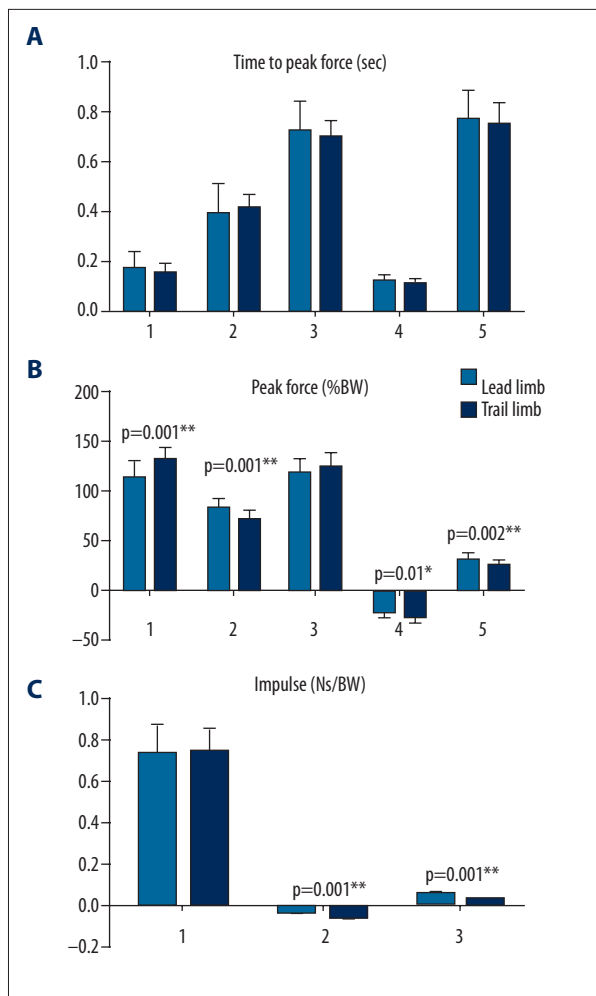 A
Time to peak force (sec)
1.0
0.8
0.6
0.4
0.2
0.0
1 2 3 4 5
B
Peak force (%BW)
Lead limb
Trail limb
200
150
100
50
0
−50
p=0.001**
p=0.001**
p=0.01*
p=0.002**
1 2 3 4 5
C
Impulse (Ns/BW)
1.0
0.8
0.6
0.4
0.2
0.0
−0.2
p=0.001**
p=0.001**
1 2 3